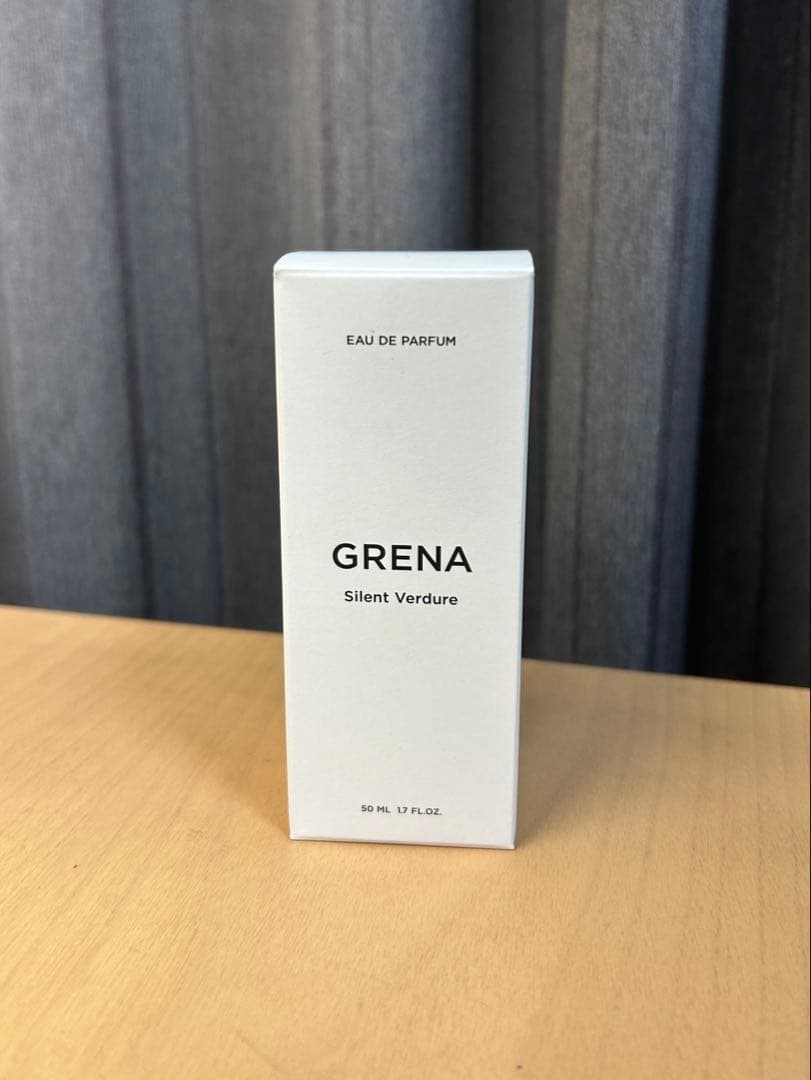 EAU DE PARFUM
GRENA
Silent Verdure
50 ML 1.7 FL.OZ.